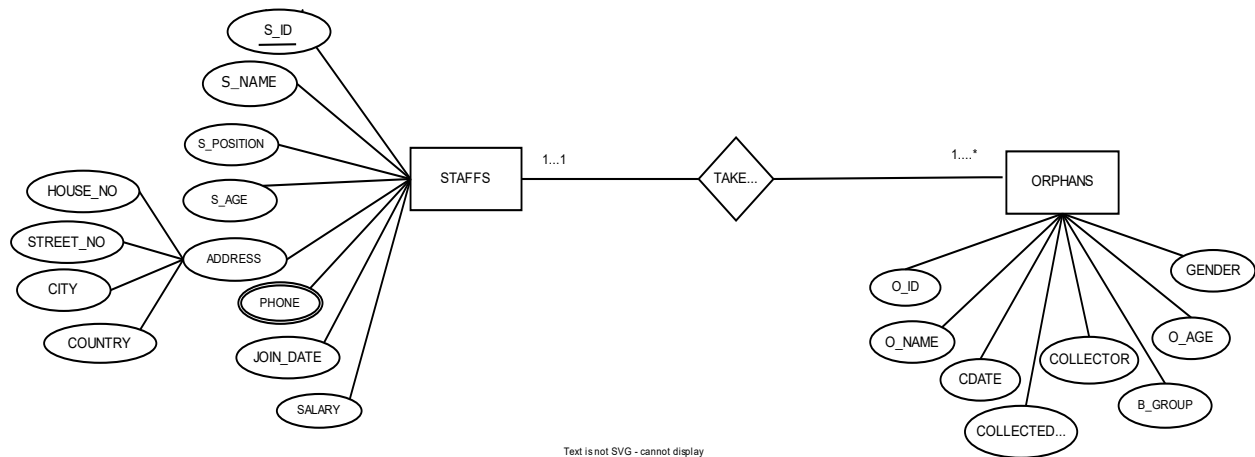 S_ID
S_NAME
S_POSITION
S_AGE
ADDRESS
HOUSE_NO
STREET_NO
CITY
COUNTRY
PHONE
JOIN_DATE
SALARY
STAFFS
1...1
TAKE...
1....*
ORPHANS
O_ID
O_NAME
CDATE
COLLECTED...
COLLECTOR
B_GROUP
O_AGE
GENDER
Text is not SVG - cannot display